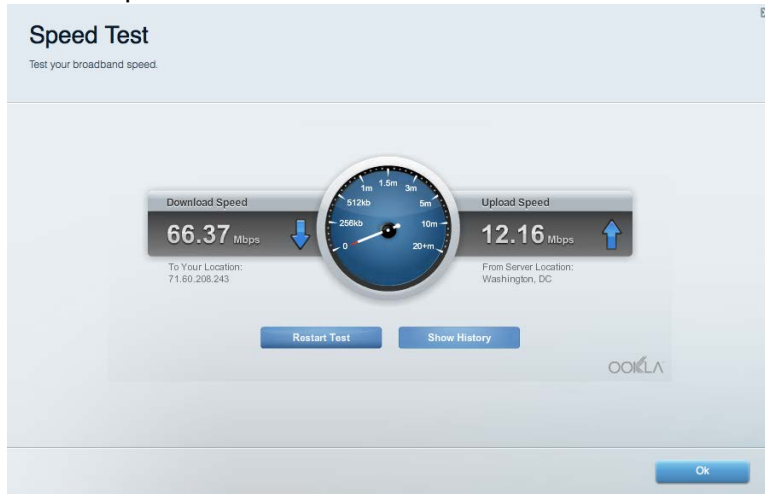 Speed Test
Test your broadband speed.
Download Speed
66.37 Mbps
To Your Location:
71.60.208.243
0
256kb
512kb
1m
1.5m
3m
5m
10m
20+m
Upload Speed
12.16 Mbps
From Server Location:
Washington, DC
Restart Test
Show History
OOKLA
Ok